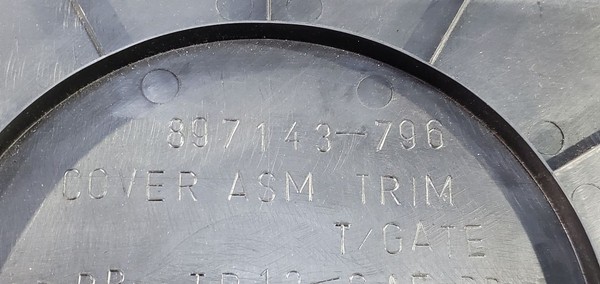 897143-796
COVER ASM TRIM
T/GATE